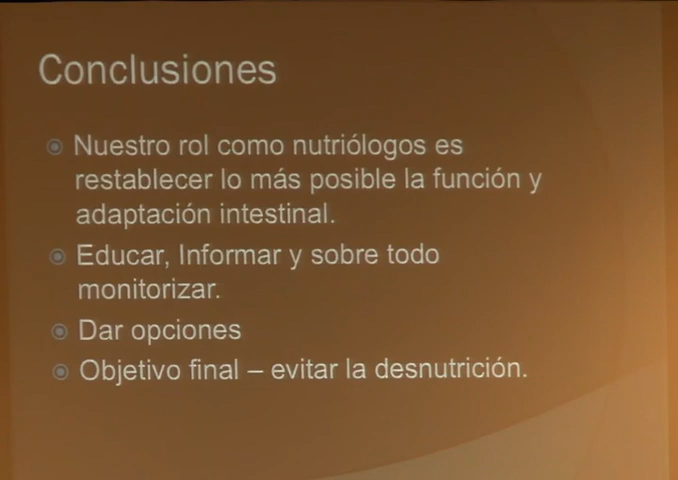 Conclusiones
Nuestro rol como nutriólogos es
restablecer lo más posible la función y
adaptación intestinal.
Educar, Informar y sobre todo
monitorizar.
Dar opciones
Objetivo final – evitar la desnutrición.